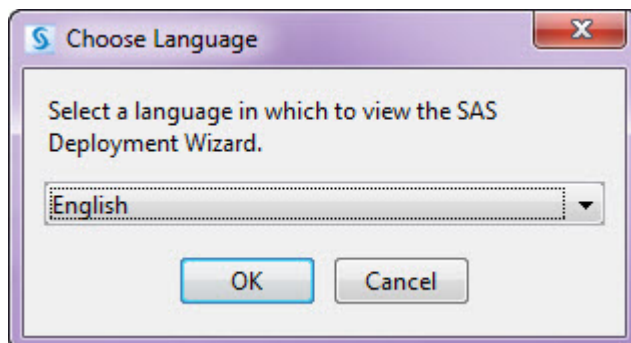 Choose Language
Select a language in which to view the SAS
Deployment Wizard.
English
OK
Cancel